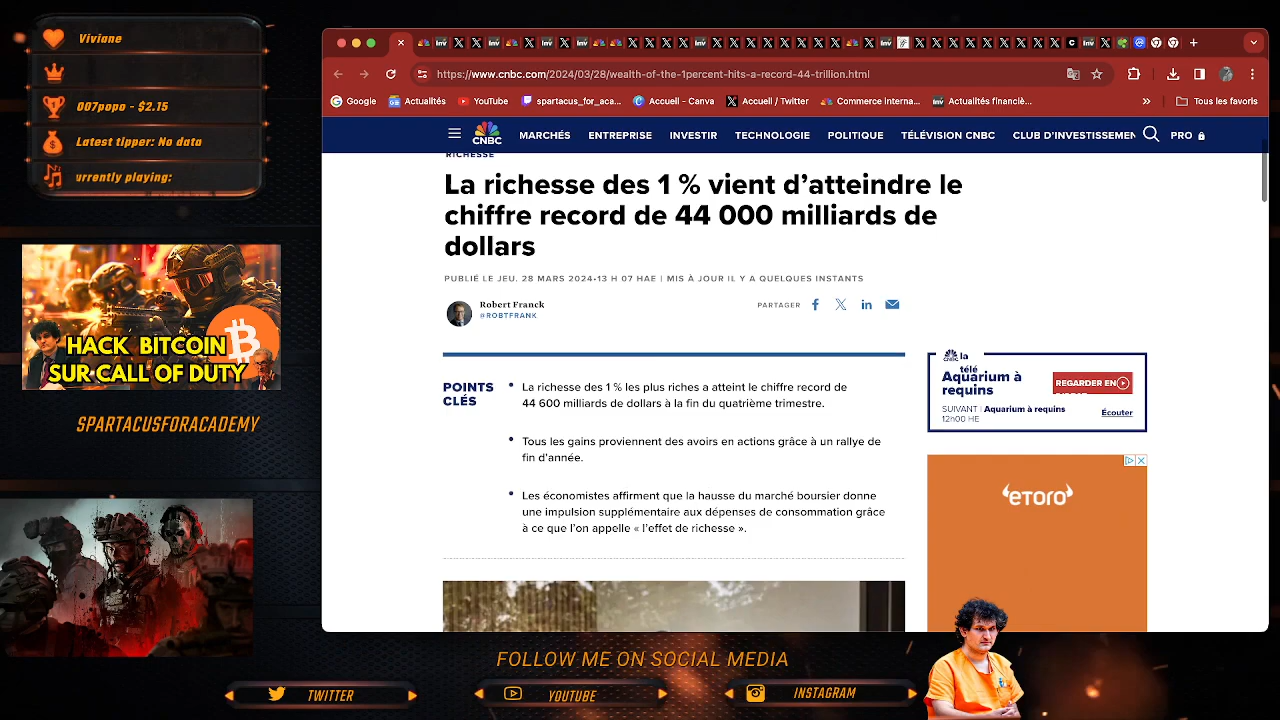 Viviane
007popo - $2.15
Latest tipper: No data
urrently playing:
HACK BITCOIN
SUR CALL OF DUTY
SPARTACUSFORACADEMY
https://www.cnbc.com/2024/03/28/wealth-of-the-1percent-hits-a-record-44-trillion.html
Google Actualités YouTube spartacus_for_aca... Accueil - Canva Accueil / Twitter Commerce interna... Actualités financiè... » Tous les favoris
CNBC MARCHÉS ENTREPRISE INVESTIR TECHNOLOGIE POLITIQUE TÉLÉVISION CNBC CLUB D'INVESTISSEMEN PRO
RICHESSE
La richesse des 1 % vient d’atteindre le
chiffre record de 44 000 milliards de
dollars
PUBLIÉ LE JEU. 28 MARS 2024•13 H 07 HAE | MIS À JOUR IL Y A QUELQUES INSTANTS
Robert Franck
@ROBTFRANK
PARTAGER
POINTS
CLÉS
La richesse des 1 % les plus riches a atteint le chiffre record de
44 600 milliards de dollars à la fin du quatrième trimestre.
Tous les gains proviennent des avoirs en actions grâce à un rallye de
fin d’année.
Les économistes affirment que la hausse du marché boursier donne
une impulsion supplémentaire aux dépenses de consommation grâce
à ce que l’on appelle « l’effet de richesse ».
la
télé
Aquarium à
requins
REGARDER EN
SUIVANT | Aquarium à requins
12h00 HE
Écouter
eToro
FOLLOW ME ON SOCIAL MEDIA
TWITTER
YOUTUBE
INSTAGRAM